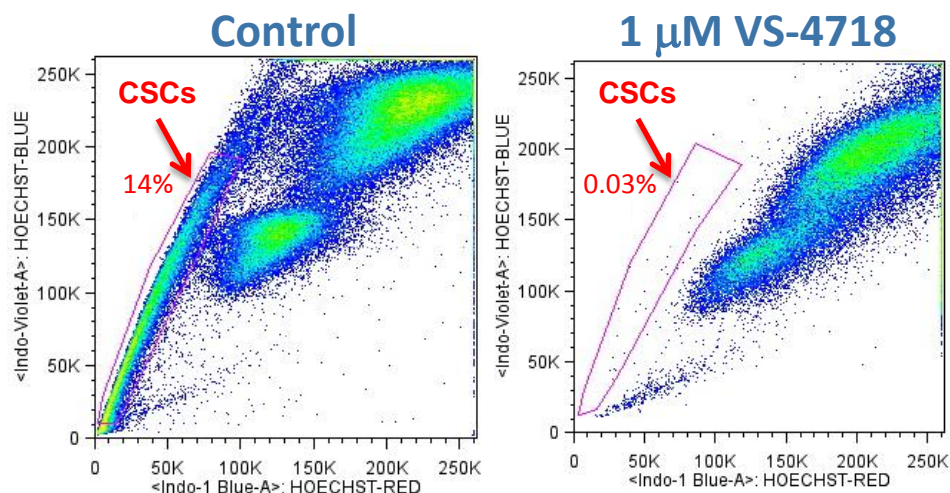 Control
250K
200K
150K
100K
50K
0
<Indo-Violet-A>: HOECHST-BLUE
CSCs
14%
0 50K 100K 150K 200K 250K
<Indo-1 Blue-A>: HOECHST-RED
1 μM VS-4718
250K
200K
150K
100K
50K
0
<Indo-Violet-A>: HOECHST-BLUE
CSCs
0.03%
0 50K 100K 150K 200K 250K
<Indo-1 Blue-A>: HOECHST-RED